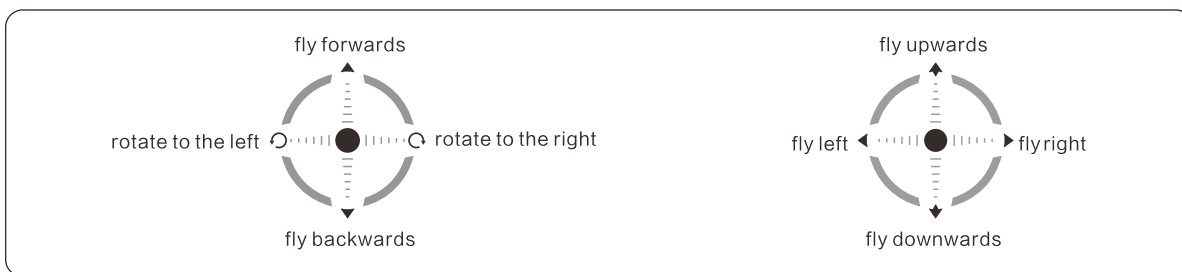 fly forwards
rotate to the left
rotate to the right
fly backwards
fly upwards
fly left
fly right
fly downwards